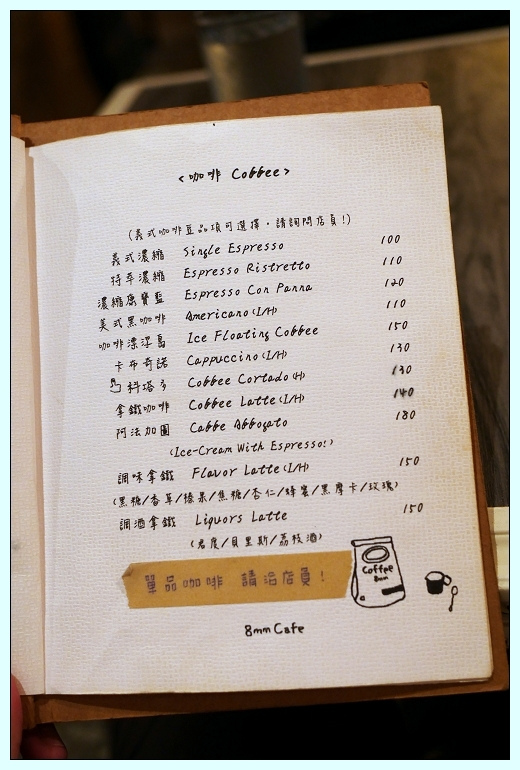 <咖啡 Cobbee>
(義式咖啡豆品項可選擇，請詢問店員!)
義式濃縮 Single Espresso 100
特萃濃縮 Espresso Ristretto 110
濃縮康寶藍 Espresso Con Panna 120
美式黑咖啡 Americano (I/H) 110
咖啡漂浮島 Ice Floating Cobbee 150
卡布奇諾 Cappuccino (I/H) 130
科塔多 Cobbee Cortado (H) 130
拿鐵咖啡 Cobbee Latte (I/H) 140
阿法加圖 Cabbe Abbogato 180
(Ice-Cream With Espresso!)
調味拿鐵 Flavor Latte (I/H) 150
(黑糖/香草/榛果/焦糖/杏仁/蜂蜜/黑摩卡/玫瑰)
調酒拿鐵 Liquors Latte 150
(君度/貝里斯/荔枝酒)
單品咖啡 請洽店員!
Coffee
Bean
8mm Cafe